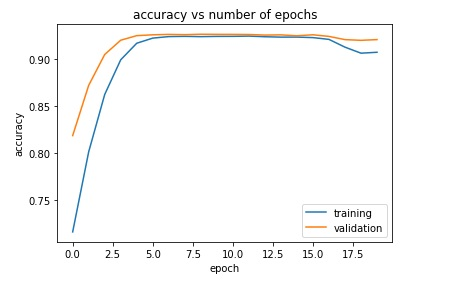 accuracy vs number of epochs
accuracy
0.90
0.85
0.80
0.75
training
validation
0.0 2.5 5.0 7.5 10.0 12.5 15.0 17.5
epoch